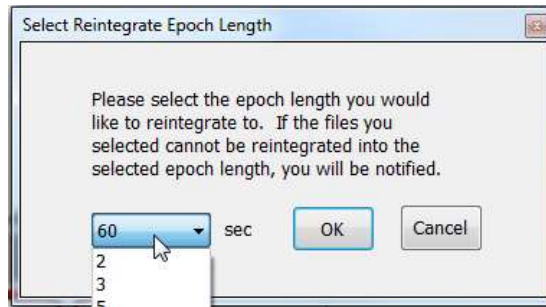 Select Reintegrate Epoch Length
Please select the epoch length you would
like to reintegrate to. If the files you
selected cannot be reintegrated into the
selected epoch length, you will be notified.
60 sec OK Cancel
2
3
5